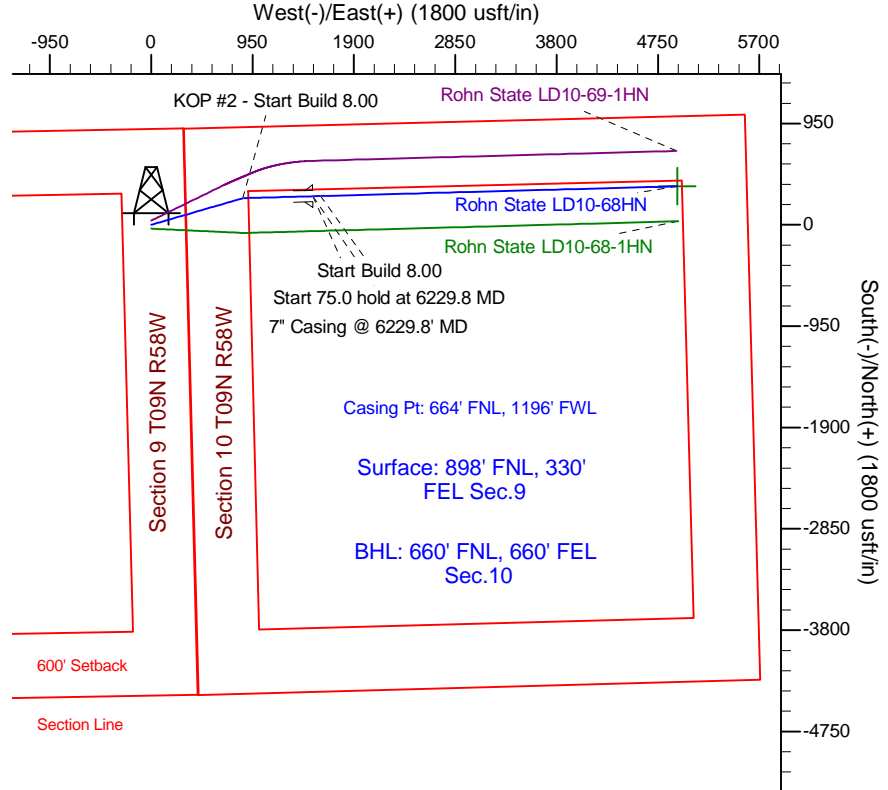 West(-)/East(+) (1800 usft/in)
-950 0 950 1900 2850 3800 4750 5700
KOP #2 - Start Build 8.00
Rohn State LD10-69-1HN
950
Rohn State LD10-68HN
0
Rohn State LD10-68-1HN
Start Build 8.00
Start 75.0 hold at 6229.8 MD
7" Casing @ 6229.8' MD
-950
South(-)/North(+) (1800 usft/in)
Section 9 T09N R58W
Section 10 T09N R58W
Casing Pt: 664' FNL, 1196' FWL
-1900
Surface: 898' FNL, 330'
FEL Sec.9
-2850
BHL: 660' FNL, 660' FEL
Sec.10
-3800
600' Setback
Section Line
-4750